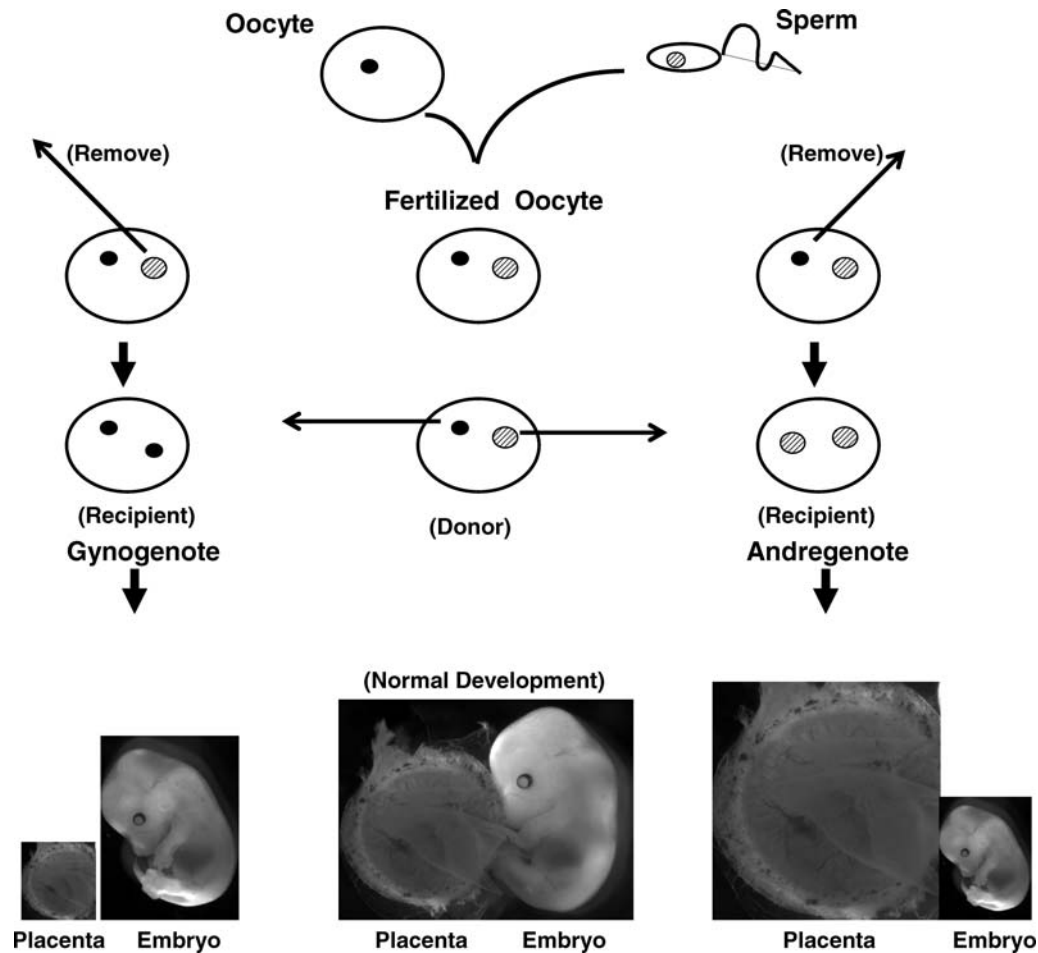 Oocyte
Sperm
(Remove)
(Remove)
Fertilized Oocyte
(Recipient)
(Donor)
(Recipient)
Gynogenote
Andregenote
(Normal Development)
Placenta
Embryo
Placenta
Embryo
Placenta
Embryo